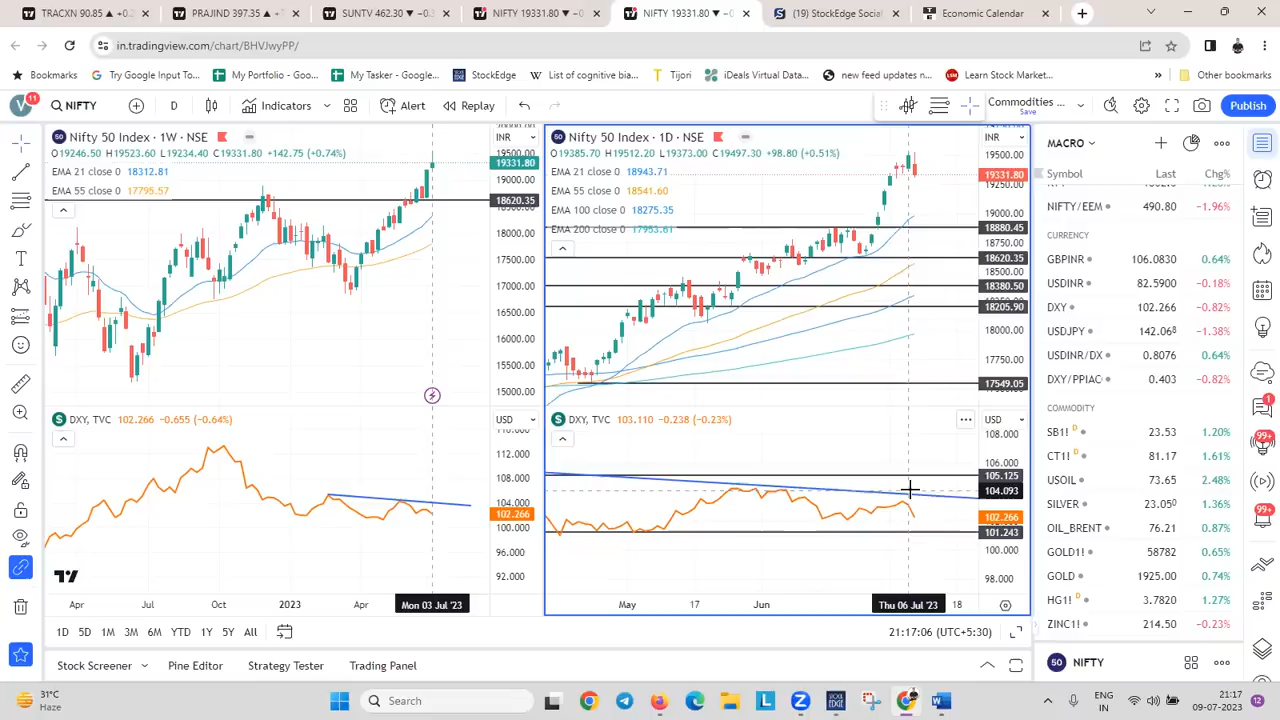 TRACXN 90.85 ▲ +0.2
PRAJIND 397.35 ▲ +
SUNTV 462.30 ▼ −0.
NIFTY 19331.80 ▼ −0
NIFTY 19331.80 ▼ −0
(19) StockEdge Social
Economic Calendar
in.tradingview.com/chart/BHVJwyPP/
Bookmarks
Try Google Input To...
My Portfolio - Goo...
My Tasker - Google...
StockEdge
List of cognitive bia...
Tijori
iDeals Virtual Data...
new feed updates n...
Learn Stock Market...
Other bookmarks
V
11
NIFTY
D
Indicators
Alert
Replay
Commodities ...
Save
Publish
Nifty 50 Index · 1W · NSE
O19246.50 H19523.60 L19234.40 C19331.80 +142.75 (+0.74%)
EMA 21 close 0 18312.81
EMA 55 close 0 17795.57
INR
19500.00
19331.80
19000.00
18620.35
18000.00
17500.00
17000.00
16500.00
16000.00
15500.00
15000.00
DXY, TVC 102.266 −0.655 (−0.64%)
USD
112.000
108.000
104.000
102.266
100.000
96.000
92.000
Apr
Jul
Oct
2023
Apr
Mon 03 Jul '23
Nifty 50 Index · 1D · NSE
O19385.70 H19512.20 L19373.00 C19497.30 +98.80 (+0.51%)
EMA 21 close 0 18943.71
EMA 55 close 0 18541.60
EMA 100 close 0 18275.35
EMA 200 close 0 17953.61
INR
19500.00
19331.80
19250.00
19000.00
18880.45
18750.00
18620.35
18500.00
18380.50
18205.90
18000.00
17750.00
17549.05
DXY, TVC 103.110 −0.238 (−0.23%)
USD
108.000
106.000
105.125
104.093
102.266
101.243
100.000
98.000
May
17
Jun
Thu 06 Jul '23
18
MACRO
Symbol Last Chg%
NIFTY/EEM 490.80 −1.96%
CURRENCY
GBPINR 106.0830 0.64%
USDINR 82.5900 −0.18%
DXY 102.266 −0.82%
USDJPY 142.068 −1.38%
USDINR/DX 0.8076 0.64%
DXY/PPIAC 0.403 −0.82%
COMMODITY
SB1! D 23.53 1.20%
CT1! D 81.17 1.61%
USOIL 73.65 2.48%
SILVER 23.050 1.36%
OIL_BRENT 76.21 0.87%
GOLD1! 58782 0.65%
GOLD 1925.00 0.74%
HG1! D 3.7820 1.27%
ZINC1! 214.50 −0.23%
1
99+
99+
1D 5D 1M 3M 6M YTD 1Y 5Y All
21:17:06 (UTC+5:30)
Stock Screener
Pine Editor
Strategy Tester
Trading Panel
50
NIFTY
31°C
Haze
Search
ENG
IN
21:17
09-07-2023
12